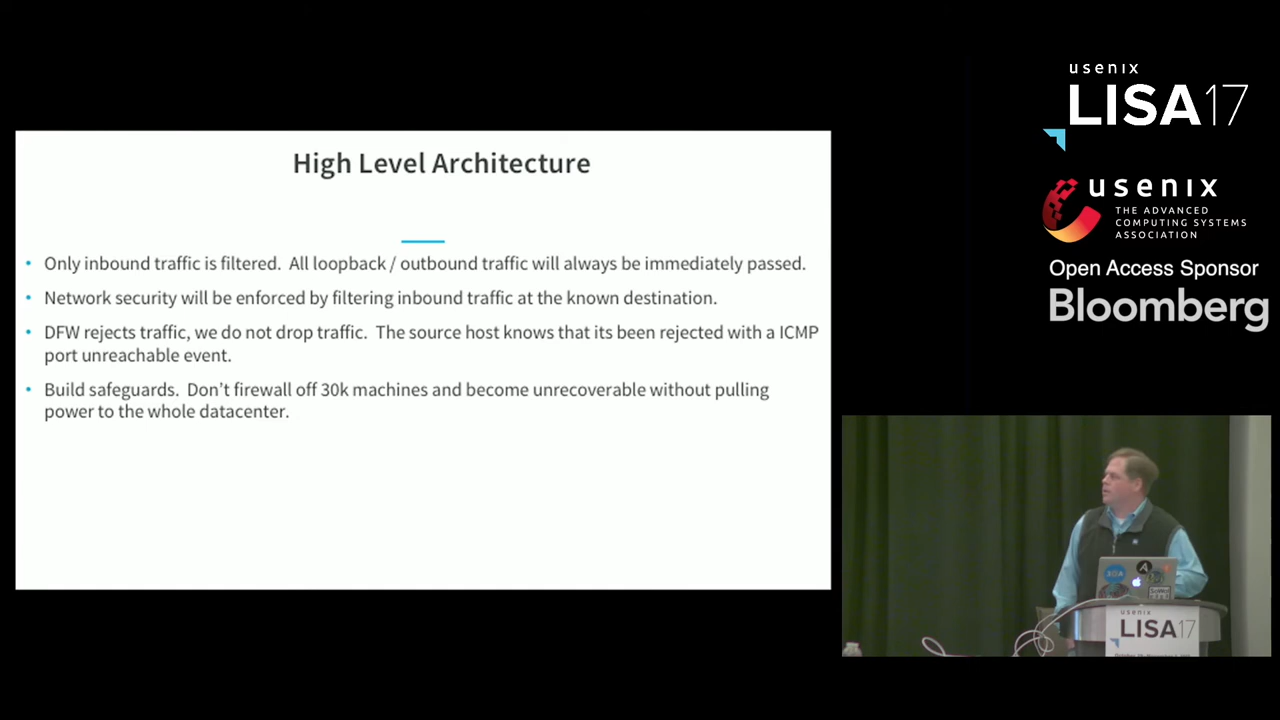 High Level Architecture
• Only inbound traffic is filtered.  All loopback / outbound traffic will always be immediately passed.
• Network security will be enforced by filtering inbound traffic at the known destination.
• DFW rejects traffic, we do not drop traffic.  The source host knows that its been rejected with a ICMP
port unreachable event.
• Build safeguards.  Don't firewall off 30k machines and become unrecoverable without pulling
power to the whole datacenter.
usenix
LISA17
usenix
THE ADVANCED
COMPUTING SYSTEMS
ASSOCIATION
Open Access Sponsor
Bloomberg
usenix
LISA17